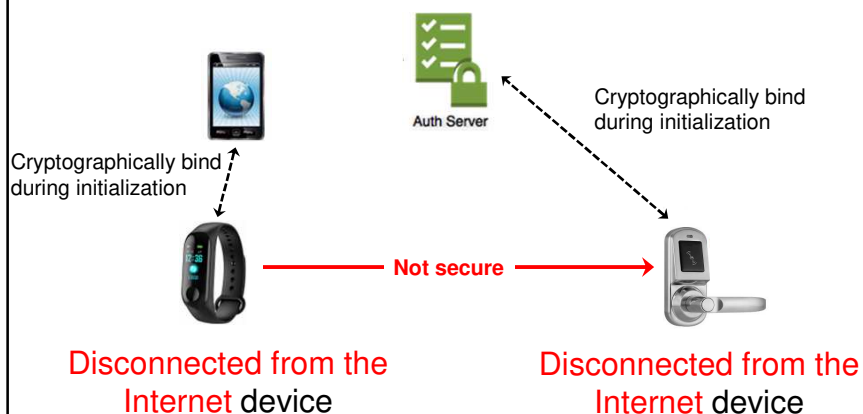 Auth Server
Cryptographically bind
during initialization
Cryptographically bind
during initialization
17:36
Not secure
Disconnected from the
Internet device
Disconnected from the
Internet device